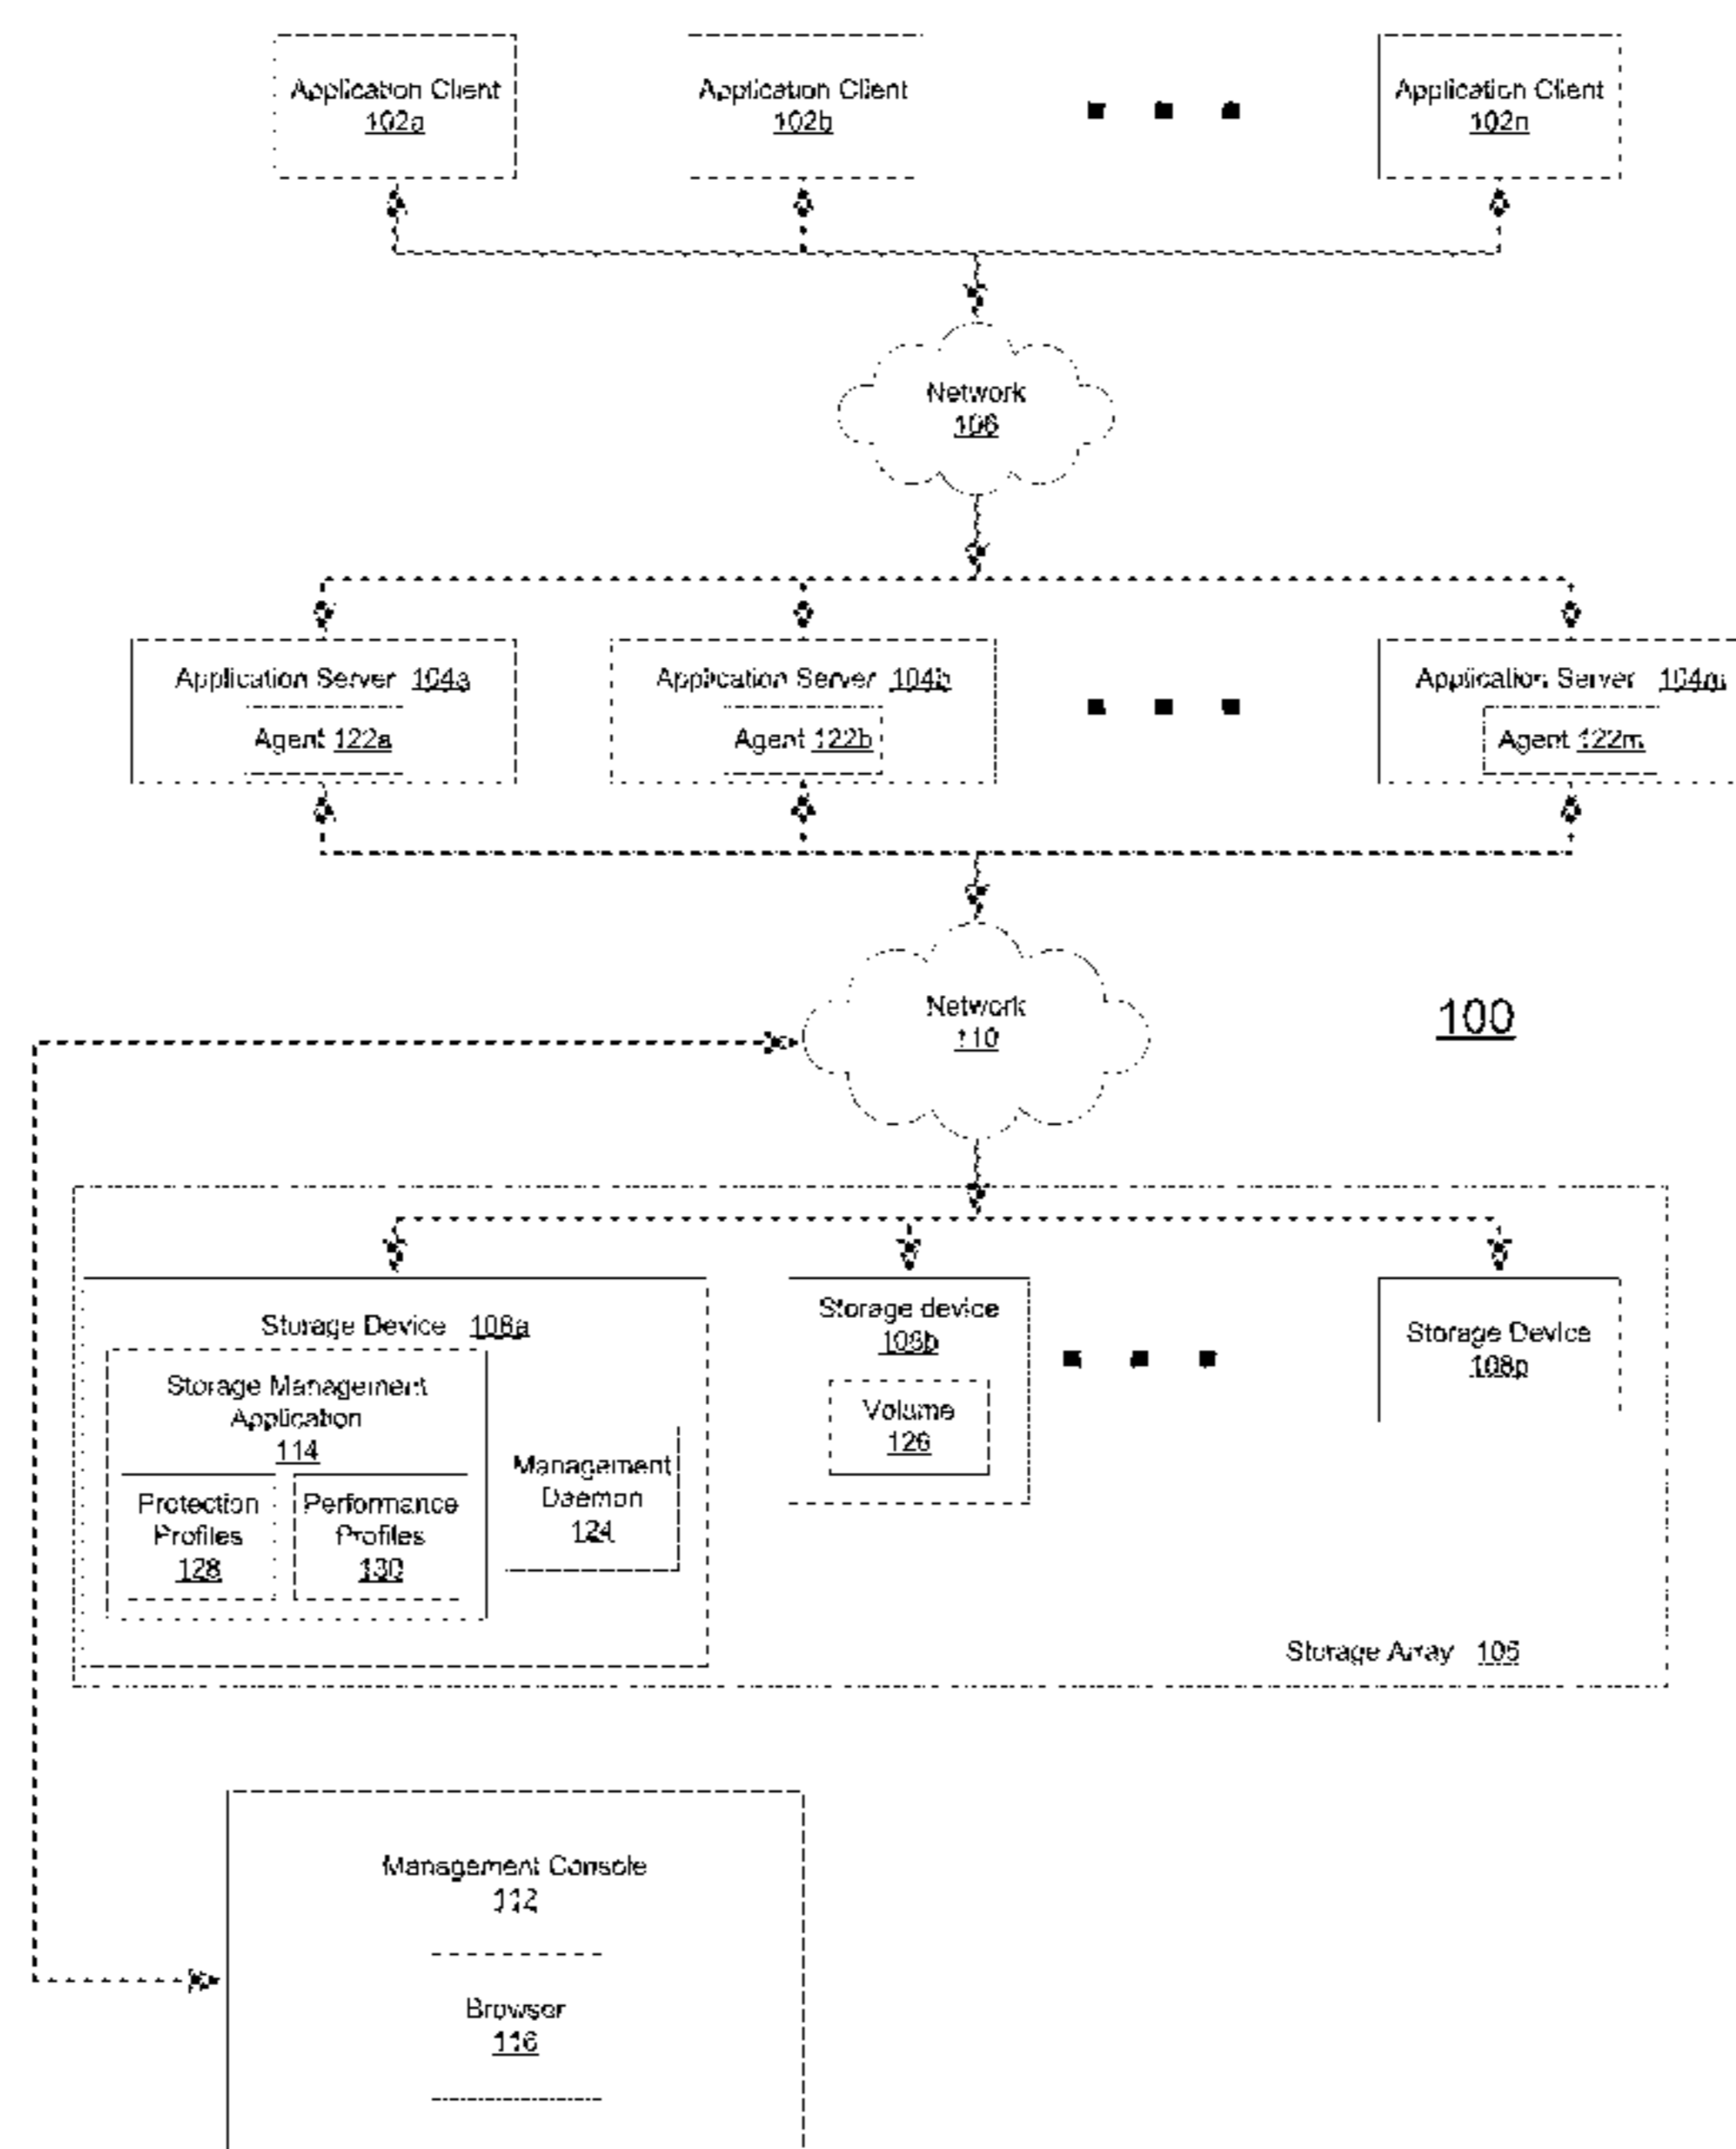 Application Client
102a
Application Client
102b
Application Client
102n
Network
106
Application Server 104a
Agent 122a
Application Server 104b
Agent 122b
Application Server 104m
Agent 122m
Network
110
100
Storage Device 108a
Storage Management
Application
114
Protection
Profiles
128
Performance
Profiles
130
Management
Daemon
124
Storage device
108b
Volume
126
Storage Device
108p
Storage Array 105
Management Console
112
Browser
116